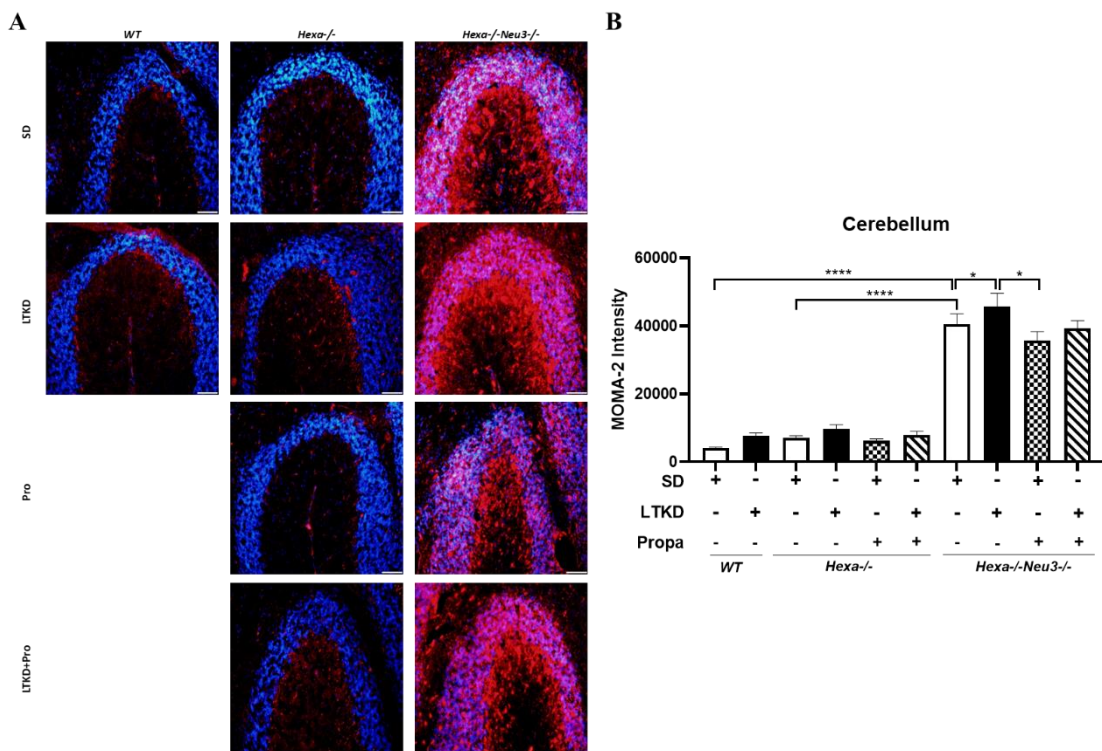 A
B
WT
Hexa-/-
Hexa-/-Neu3-/-
SD
LTKD
Pro
LTKD+Pro
Cerebellum
MOMA-2 Intensity
60000
40000
20000
0
****
****
*
*
SD + - + - + - + - + -
LTKD - + - + - + - + - +
Propa - - - - + + - - + +
WT Hexa-/- Hexa-/-Neu3-/-